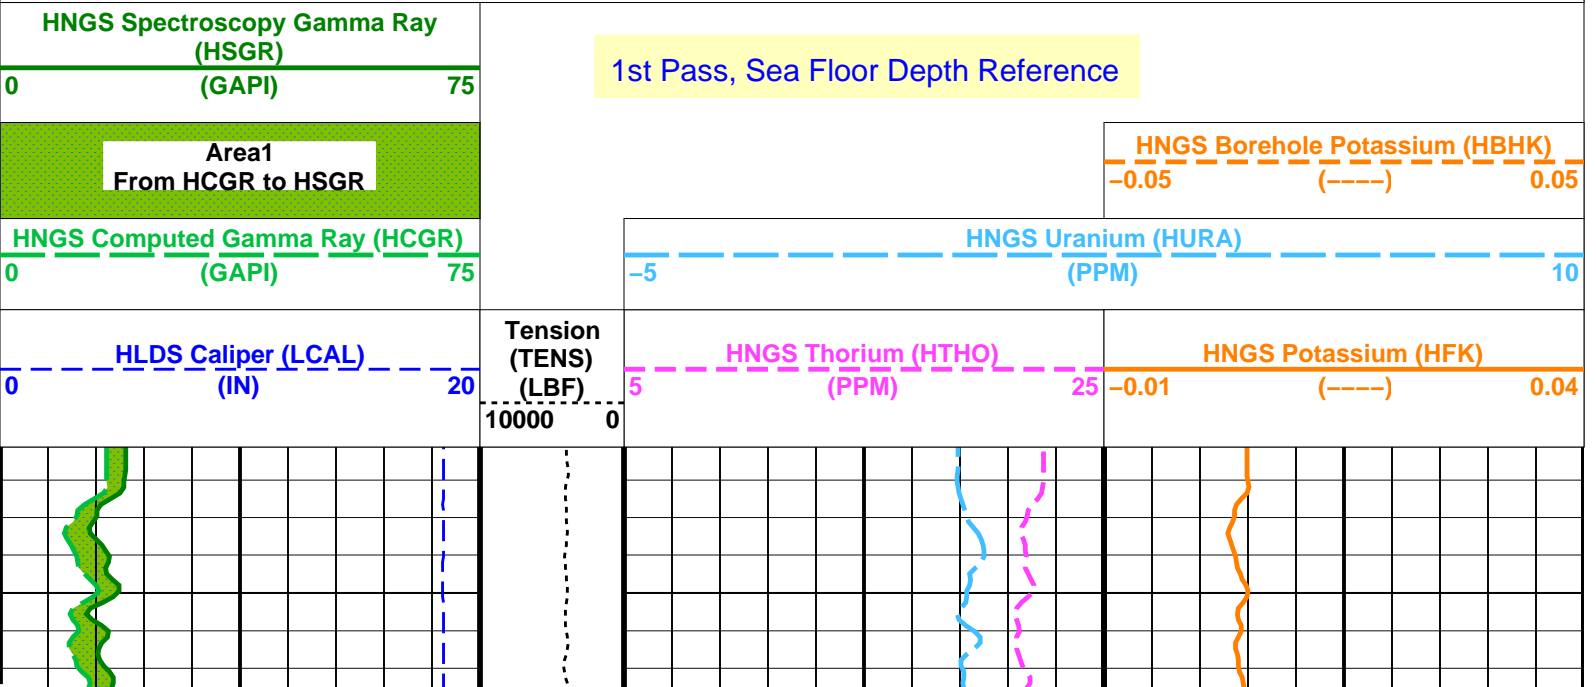 HNGS Spectroscopy Gamma Ray
(HSGR)
0 (GAPI) 75
1st Pass, Sea Floor Depth Reference
Area1
From HCGR to HSGR
HNGS Borehole Potassium (HBHK)
−0.05 (−−−−) 0.05
HNGS Computed Gamma Ray (HCGR)
0 (GAPI) 75
HNGS Uranium (HURA)
−5 (PPM) 10
HLDS Caliper (LCAL)
0 (IN) 20
Tension
(TENS)
(LBF)
10000 0
HNGS Thorium (HTHO)
5 (PPM) 25
HNGS Potassium (HFK)
−0.01 (−−−−) 0.04